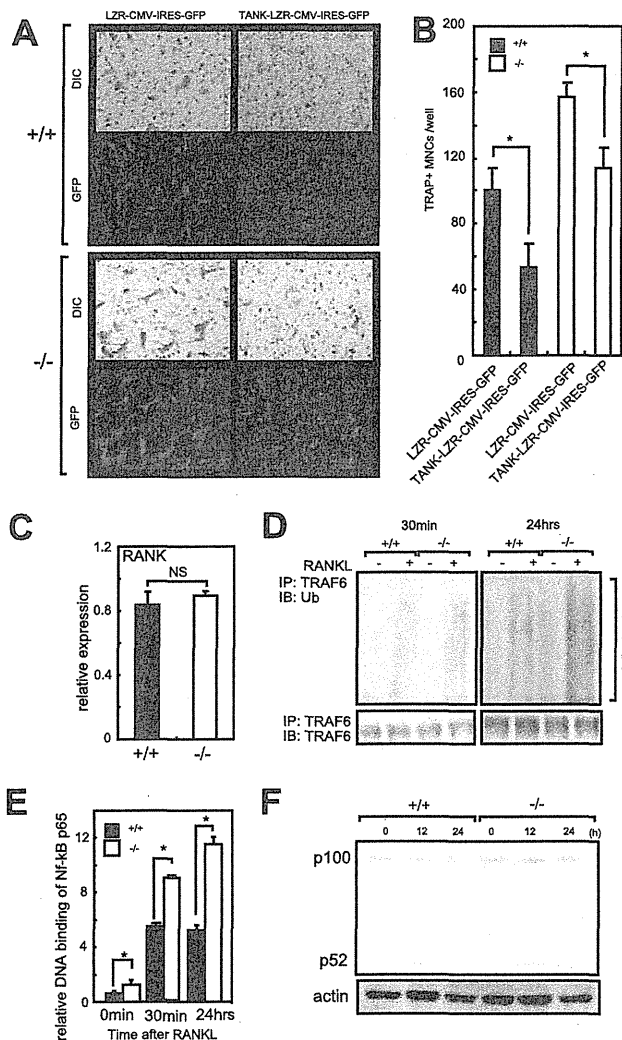 A
LZR-CMV-IRES-GFP TANK-LZR-CMV-IRES-GFP
+/+
DIC
GFP
-/-
DIC
GFP
B
+/+
-/-
TRAP+ MNCs /well
200
160
120
80
40
0
*
*
LZR-CMV-IRES-GFP
TANK-LZR-CMV-IRES-GFP
LZR-CMV-IRES-GFP
TANK-LZR-CMV-IRES-GFP
C
RANK
NS
relative expression
1.2
0.8
0.4
0
+/+ -/-
D
30min 24hrs
+/+ -/- +/+ -/-
RANKL - + - + - + - +
IP: TRAF6
IB: Ub
IP: TRAF6
IB: TRAF6
E
+/+
-/-
relative DNA binding of Nf-kB p65
12
8
4
0
*
*
*
0min 30min 24hrs
Time after RANKL
F
+/+ -/-
0 12 24 0 12 24 (h)
p100
p52
actin